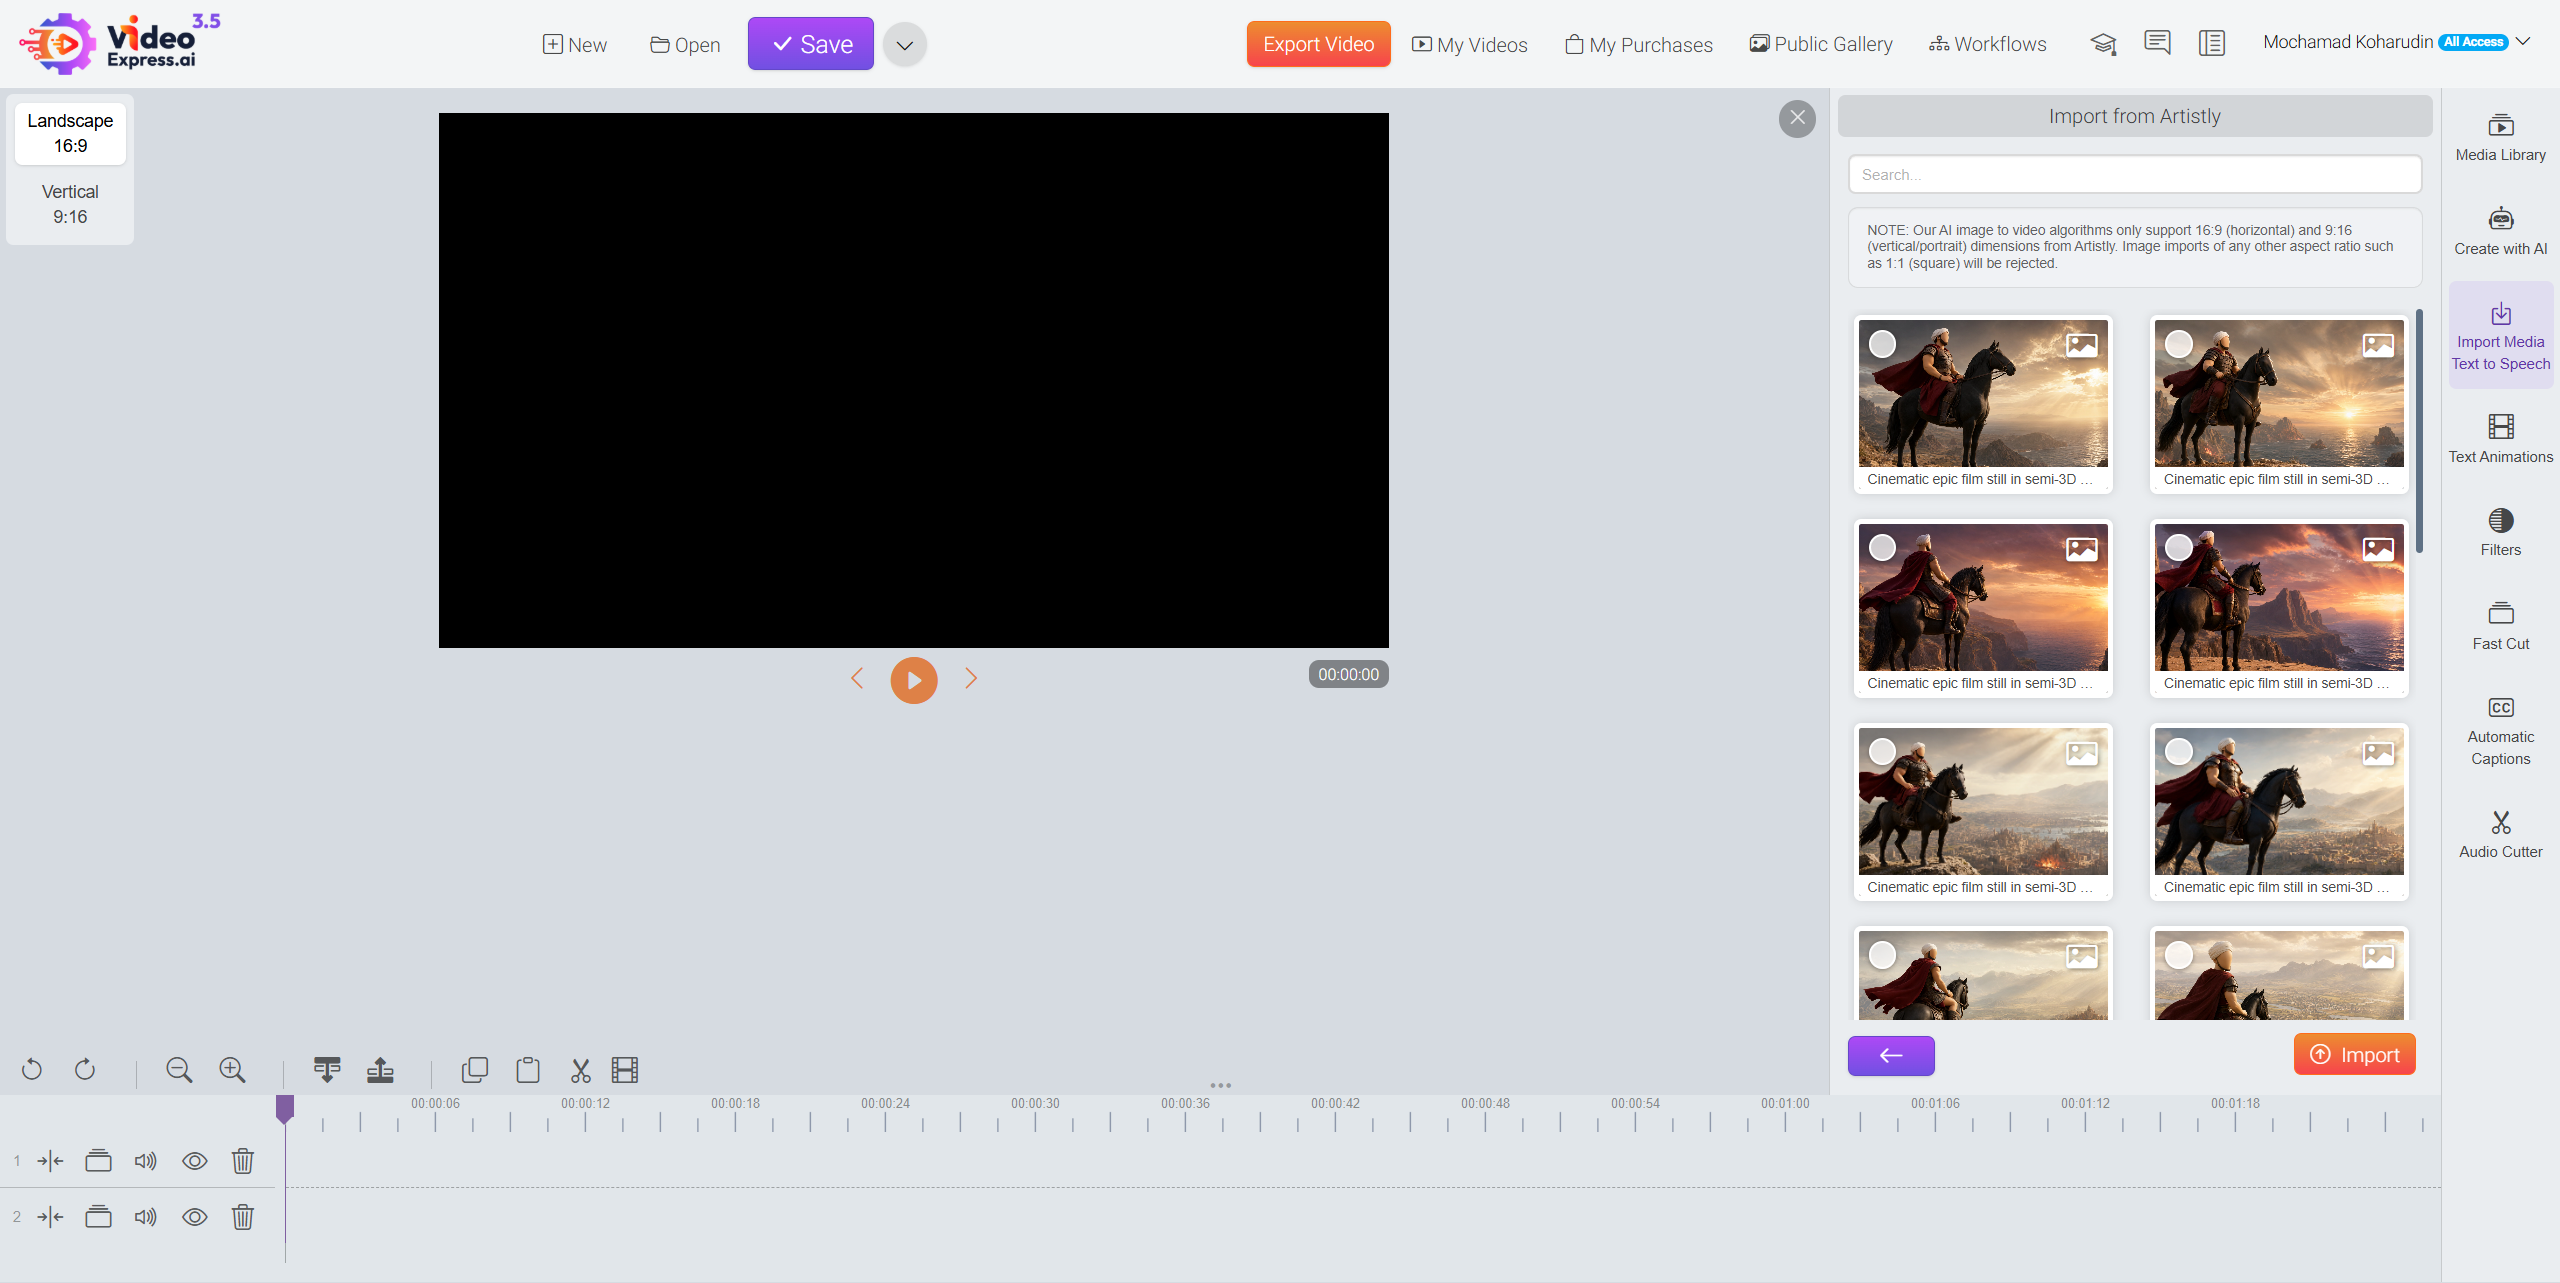 Video
Express.ai
3.5
New
Open
Save
Export Video
My Videos
My Purchases
Public Gallery
Workflows
Mochamad Koharudin
All Access
Landscape
16:9
Vertical
9:16
00:00:00
Import from Artistly
Search...
NOTE: Our AI image to video algorithms only support 16:9 (horizontal) and 9:16
(vertical/portrait) dimensions from Artistly. Image imports of any other aspect ratio such
as 1:1 (square) will be rejected.
Cinematic epic film still in semi-3D ...
Cinematic epic film still in semi-3D ...
Cinematic epic film still in semi-3D ...
Cinematic epic film still in semi-3D ...
Cinematic epic film still in semi-3D ...
Cinematic epic film still in semi-3D ...
Import
Media Library
Create with AI
Import Media
Text to Speech
Text Animations
Filters
Fast Cut
CC
Automatic
Captions
Audio Cutter
00:00:06
00:00:12
00:00:18
00:00:24
00:00:30
00:00:36
00:00:42
00:00:48
00:00:54
00:01:00
00:01:06
00:01:12
00:01:18
1
2